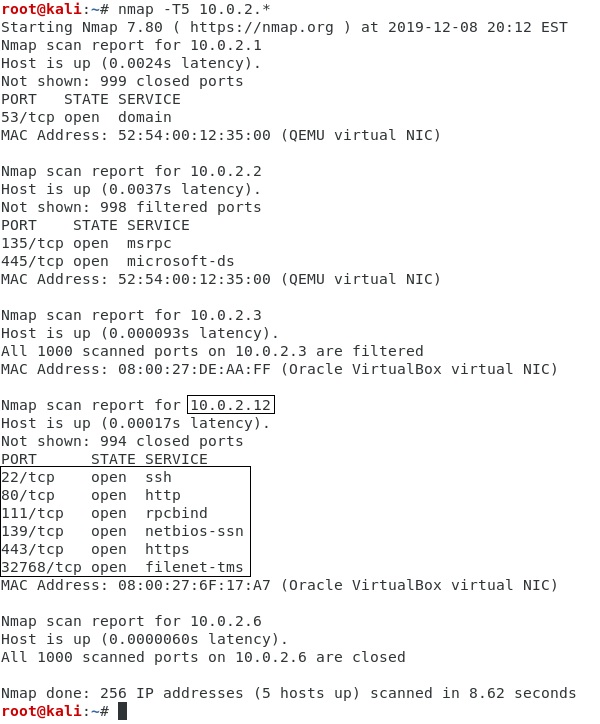 root@kali:~# nmap -T5 10.0.2.*
Starting Nmap 7.80 ( https://nmap.org ) at 2019-12-08 20:12 EST
Nmap scan report for 10.0.2.1
Host is up (0.0024s latency).
Not shown: 999 closed ports
PORT   STATE SERVICE
53/tcp open  domain
MAC Address: 52:54:00:12:35:00 (QEMU virtual NIC)

Nmap scan report for 10.0.2.2
Host is up (0.0037s latency).
Not shown: 998 filtered ports
PORT    STATE SERVICE
135/tcp open  msrpc
445/tcp open  microsoft-ds
MAC Address: 52:54:00:12:35:00 (QEMU virtual NIC)

Nmap scan report for 10.0.2.3
Host is up (0.000093s latency).
All 1000 scanned ports on 10.0.2.3 are filtered
MAC Address: 08:00:27:DE:AA:FF (Oracle VirtualBox virtual NIC)

Nmap scan report for 10.0.2.12
Host is up (0.00017s latency).
Not shown: 994 closed ports
PORT      STATE SERVICE
22/tcp    open  ssh
80/tcp    open  http
111/tcp   open  rpcbind
139/tcp   open  netbios-ssn
443/tcp   open  https
32768/tcp open  filenet-tms
MAC Address: 08:00:27:6F:17:A7 (Oracle VirtualBox virtual NIC)

Nmap scan report for 10.0.2.6
Host is up (0.0000060s latency).
All 1000 scanned ports on 10.0.2.6 are closed

Nmap done: 256 IP addresses (5 hosts up) scanned in 8.62 seconds
root@kali:~#